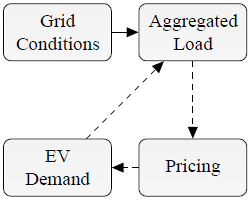 Grid
Conditions
Aggregated
Load
EV
Demand
Pricing